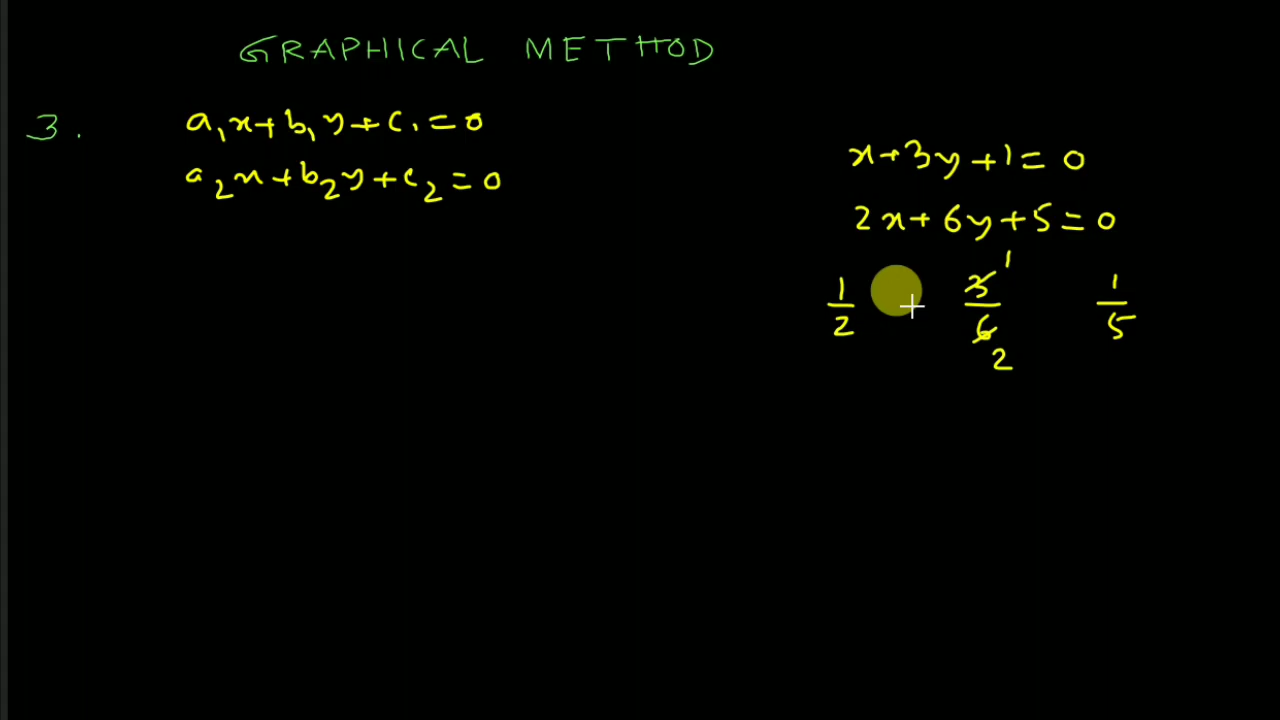 GRAPHICAL METHOD
3. a₁x+b₁y+c₁=0
a₂x+b₂y+c₂=0
x+3y+1=0
2x+6y+5=0
1/2 3/6 1/2 1/5